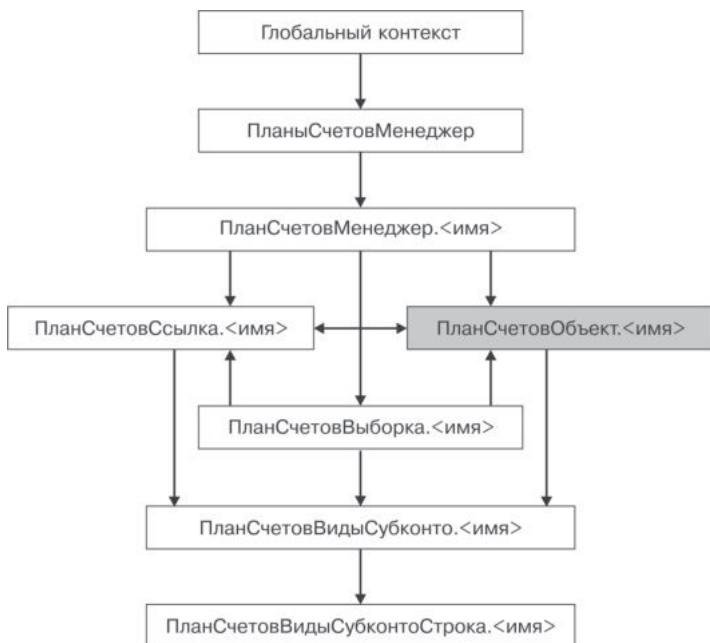 Глобальный контекст
ПланыСчетовМенеджер
ПланСчетовМенеджер.<имя>
ПланСчетовСсылка.<имя>
ПланСчетовОбъект.<имя>
ПланСчетовВыборка.<имя>
ПланСчетовВидыСубконто.<имя>
ПланСчетовВидыСубконтоСтрока.<имя>